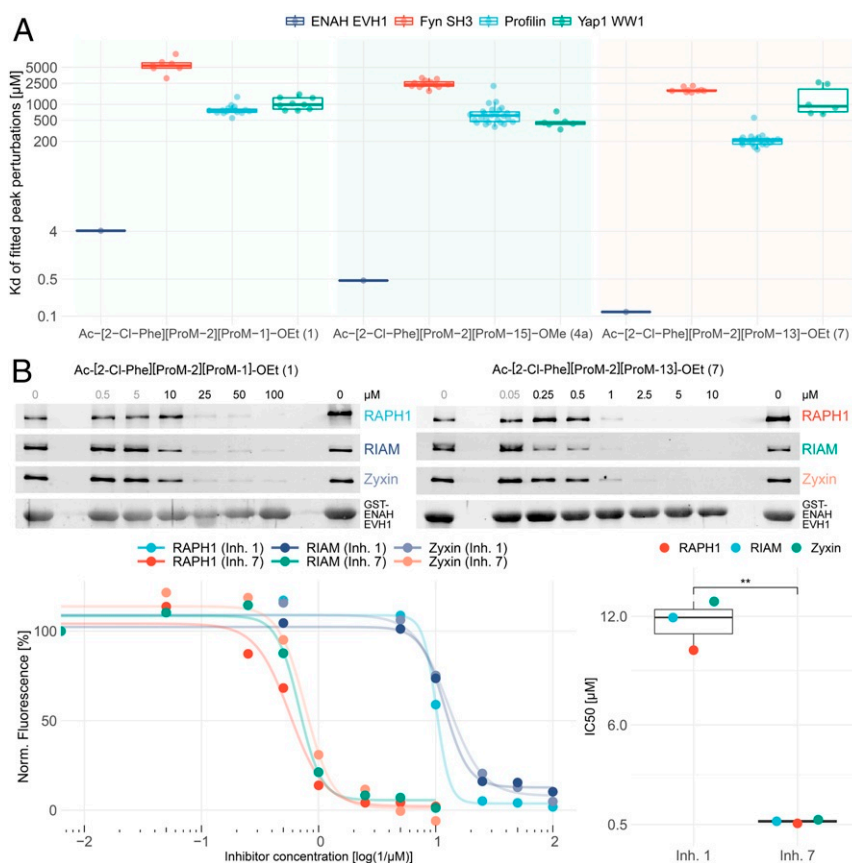 A
ENAH EVH1 Fyn SH3 Profilin Yap1 WW1
Kd of fitted peak perturbations [µM]
5000
2500
1000
500
200
4
0.5
0.1
Ac-[2-Cl-Phe][ProM-2][ProM-1]-OEt (1) Ac-[2-Cl-Phe][ProM-2][ProM-15]-OMe (4a) Ac-[2-Cl-Phe][ProM-2][ProM-13]-OEt (7)
B
Ac-[2-Cl-Phe][ProM-2][ProM-1]-OEt (1) Ac-[2-Cl-Phe][ProM-2][ProM-13]-OEt (7)
0 0.5 5 10 25 50 100 0 µM 0 0.05 0.25 0.5 1 2.5 5 10 0
RAPH1 RAPH1
RIAM RIAM
Zyxin Zyxin
GST-
ENAH
EVH1
GST-
ENAH
EVH1
RAPH1 (Inh. 1) RIAM (Inh. 1) Zyxin (Inh. 1)
RAPH1 (Inh. 7) RIAM (Inh. 7) Zyxin (Inh. 7)
Norm. Fluorescence [%]
100
50
0
−2 −1 0 1 2
Inhibitor concentration [log(1/µM)]
RAPH1 RIAM Zyxin
**
IC50 [µM]
12.0
6.0
0.5
Inh. 1 Inh. 7